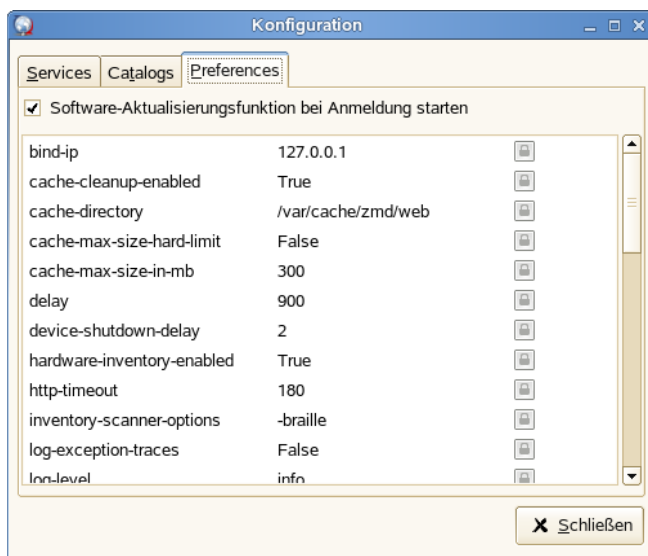 Konfiguration
Services Catalogs Preferences
Software-Aktualisierungsfunktion bei Anmeldung starten
bind-ip 127.0.0.1
cache-cleanup-enabled True
cache-directory /var/cache/zmd/web
cache-max-size-hard-limit False
cache-max-size-in-mb 300
delay 900
device-shutdown-delay 2
hardware-inventory-enabled True
http-timeout 180
inventory-scanner-options -braille
log-exception-traces False
log-level info
Schließen